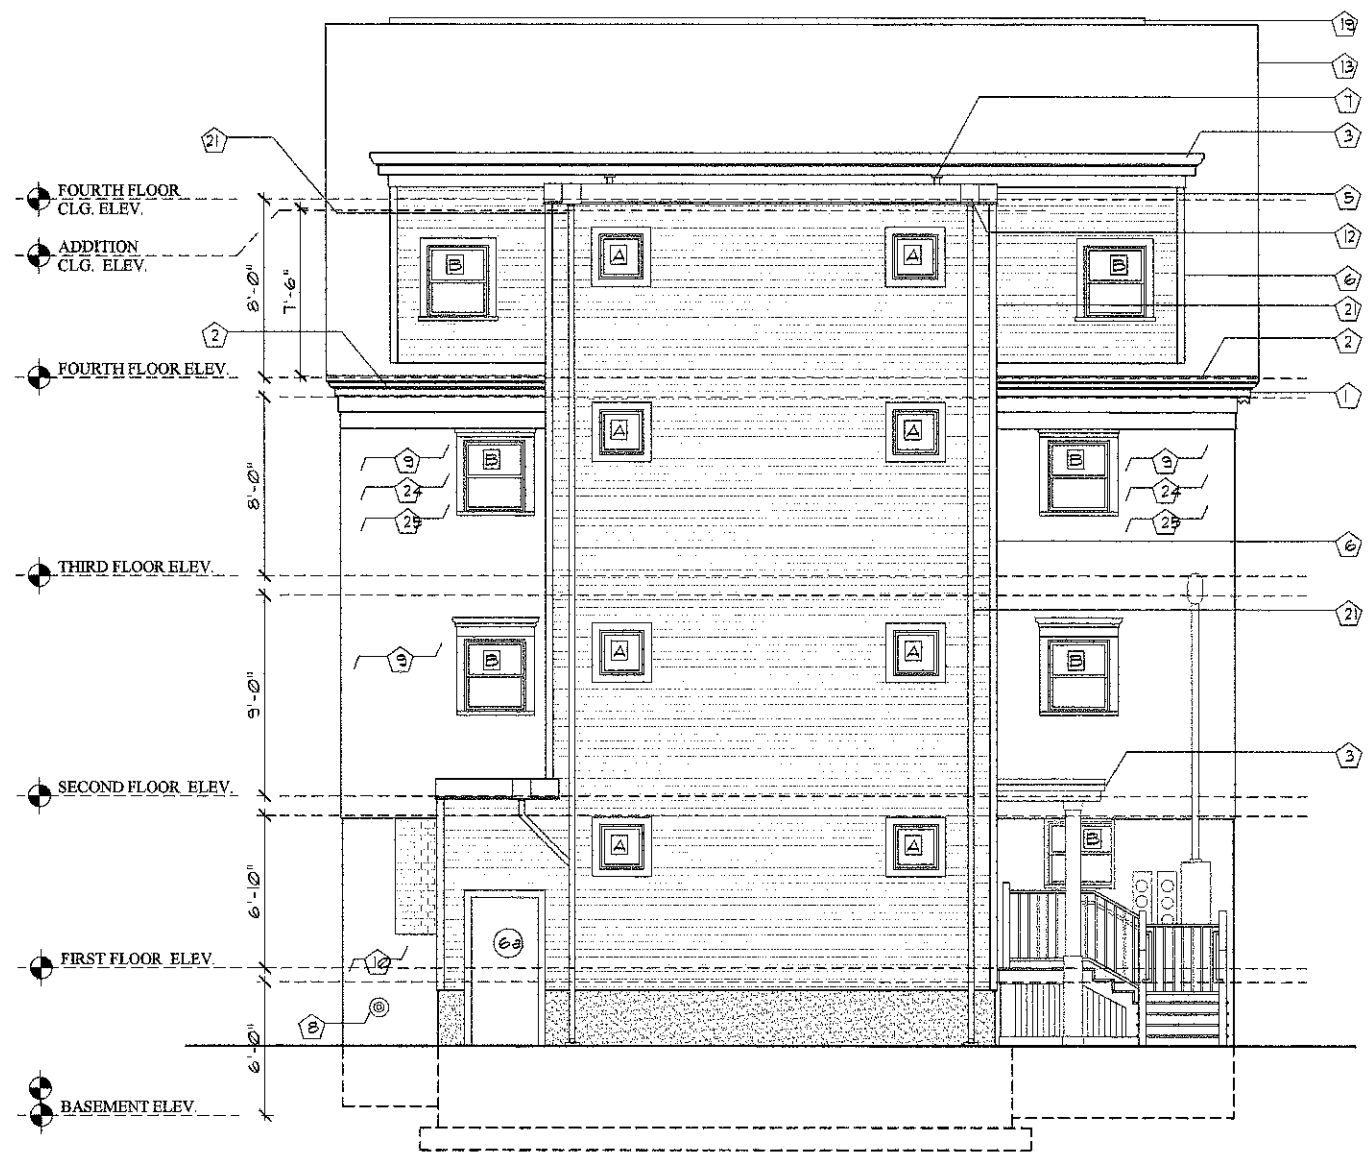 19
13
7
3
21
FOURTH FLOOR
CLG. ELEV.
5
ADDITION
CLG. ELEV.
12
A
A
B
B
6
8'-0"
7'-6"
21
2
2
FOURTH FLOOR ELEV.
1
A
A
9
B
B
9
24
24
25
25
8'-0"
6
THIRD FLOOR ELEV.
21
A
A
9
B
B
9'-0"
3
SECOND FLOOR ELEV.
A
A
B
6'-10"
FIRST FLOOR ELEV.
8
6'-0"
BASEMENT ELEV.